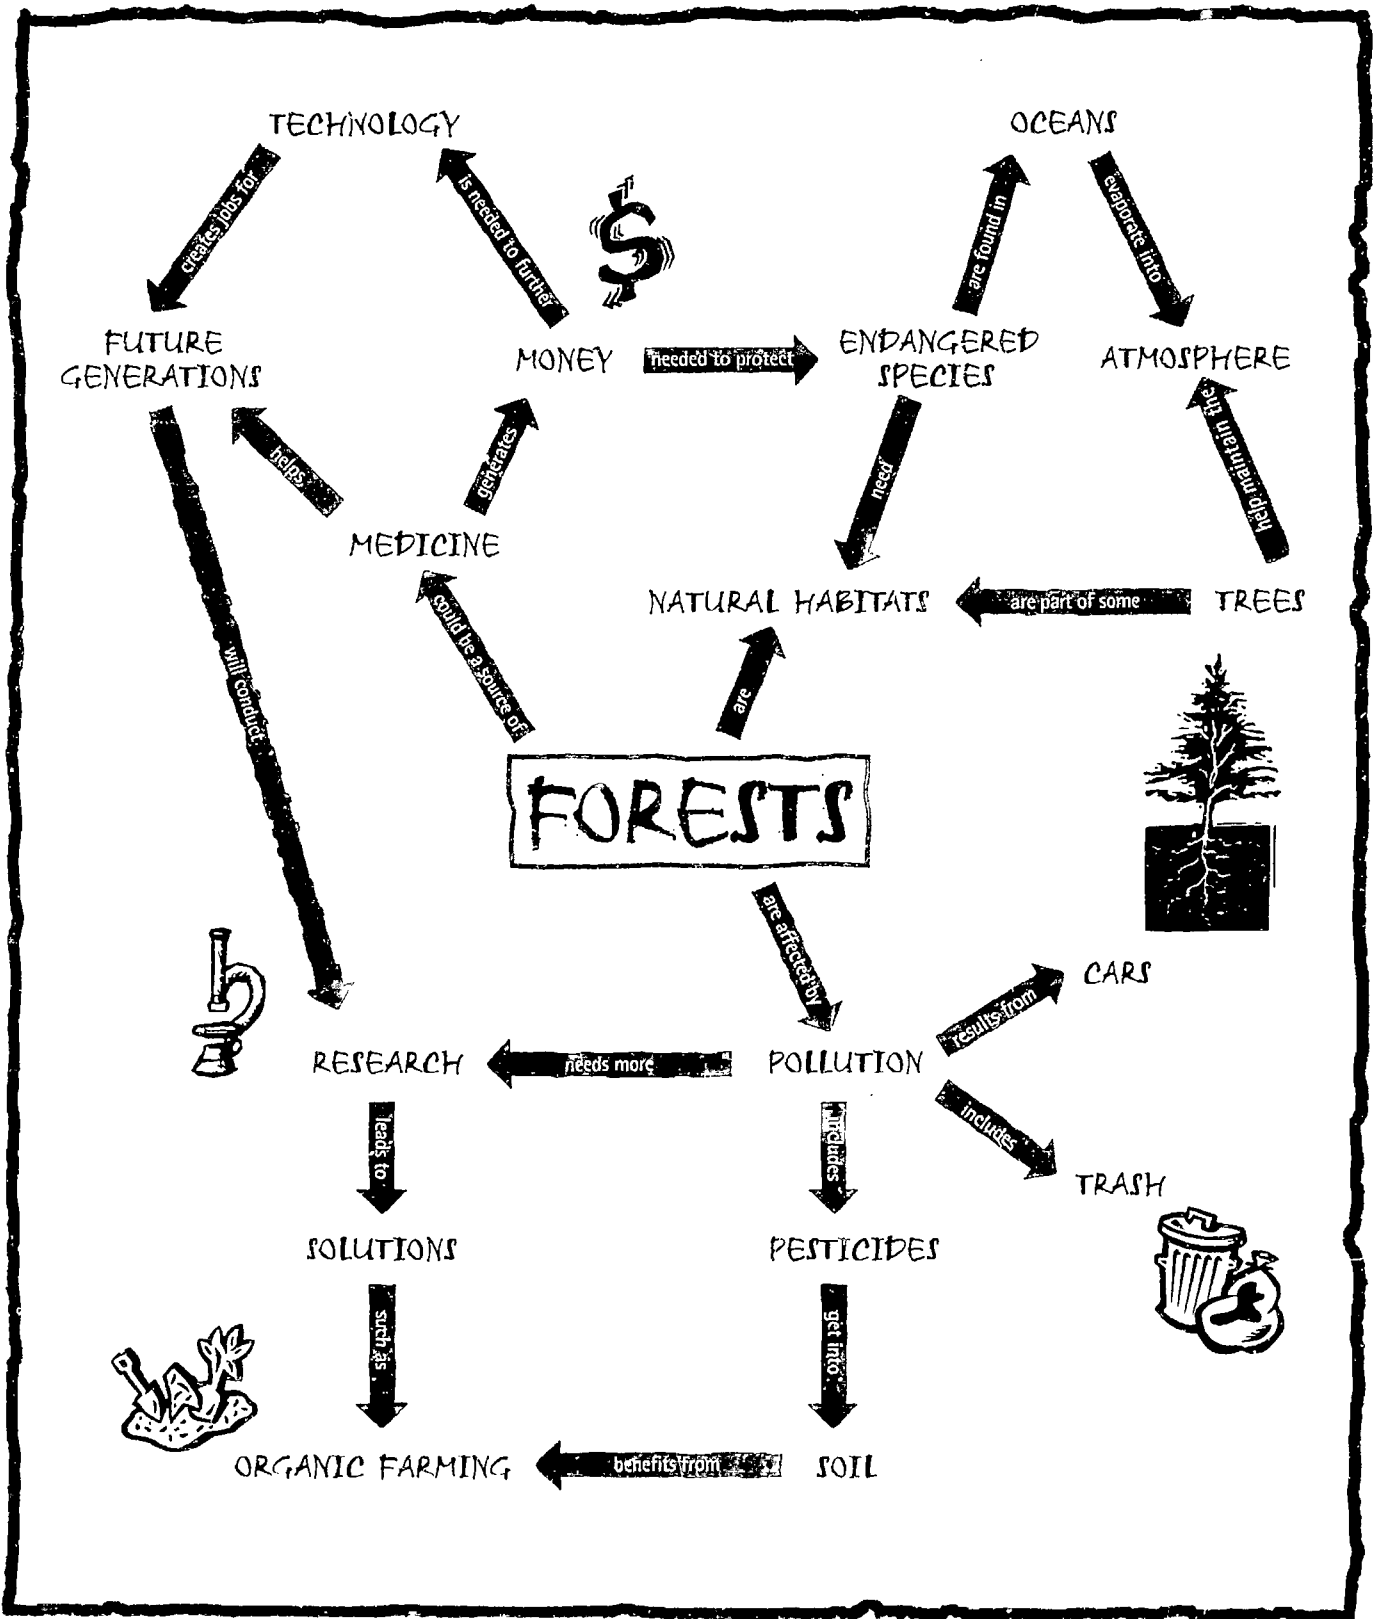 TECHNOLOGY
OCEANS
creates jobs for
is needed to further
are found in
evaporate into
$
FUTURE
GENERATIONS
MONEY
needed to protect
ENDANGERED
SPECIES
ATMOSPHERE
helps
generates
need
help maintain the
MEDICINE
NATURAL HABITATS
are part of some
TREES
could be a source of
are
will conduct
FORESTS
are affected by
CARS
results from
RESEARCH
needs more
POLLUTION
leads to
includes
includes
TRASH
SOLUTIONS
PESTICIDES
such as
get into
ORGANIC FARMING
benefits from
SOIL